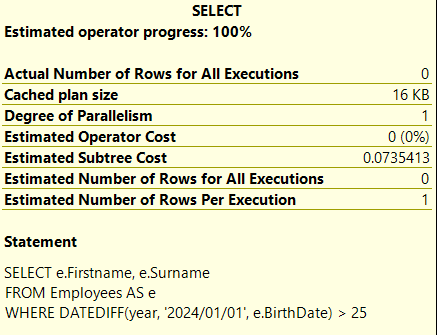 SELECT
Estimated operator progress: 100%
Actual Number of Rows for All Executions 0
Cached plan size 16 KB
Degree of Parallelism 1
Estimated Operator Cost 0 (0%)
Estimated Subtree Cost 0.0735413
Estimated Number of Rows for All Executions 0
Estimated Number of Rows Per Execution 1
Statement
SELECT e.Firstname, e.Surname
FROM Employees AS e
WHERE DATEDIFF(year, '2024/01/01', e.BirthDate) > 25